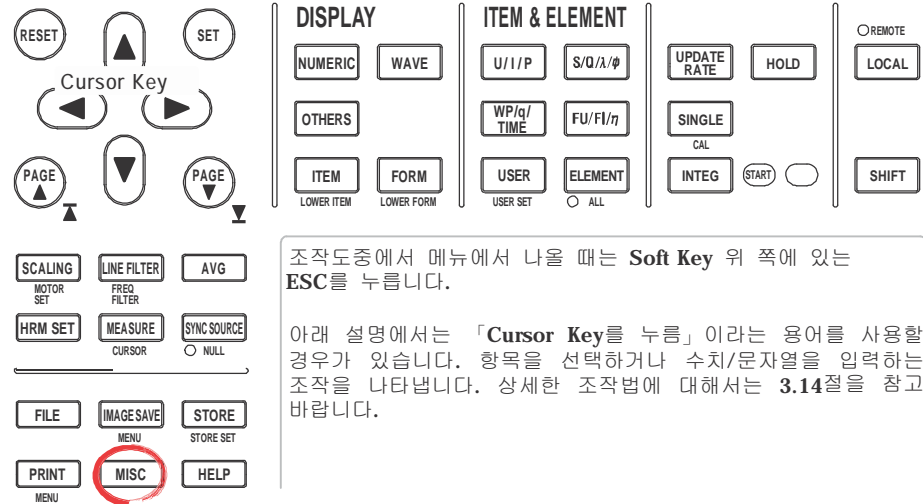 RESET
SET
Cursor Key
PAGE
PAGE
DISPLAY
NUMERIC
WAVE
OTHERS
ITEM
FORM
LOWER ITEM
LOWER FORM
ITEM & ELEMENT
U / I / P
S/Q/λ/φ
WP/q/
TIME
FU/FI/η
USER
ELEMENT
USER SET
ALL
UPDATE
RATE
HOLD
SINGLE
CAL
INTEG
START
REMOTE
LOCAL
SHIFT
SCALING
LINE FILTER
AVG
MOTOR
SET
FREQ
FILTER
HRM SET
MEASURE
SYNC SOURCE
CURSOR
NULL
FILE
IMAGE SAVE
STORE
MENU
STORE SET
PRINT
MISC
HELP
MENU
조작도중에서 메뉴에서 나올 때는 Soft Key 위 쪽에 있는
ESC를 누릅니다.
아래 설명에서는 「Cursor Key를 누름」이라는 용어를 사용할
경우가 있습니다. 항목을 선택하거나 수치/문자열을 입력하는
조작을 나타냅니다. 상세한 조작법에 대해서는 3.14절을 참고
바랍니다.